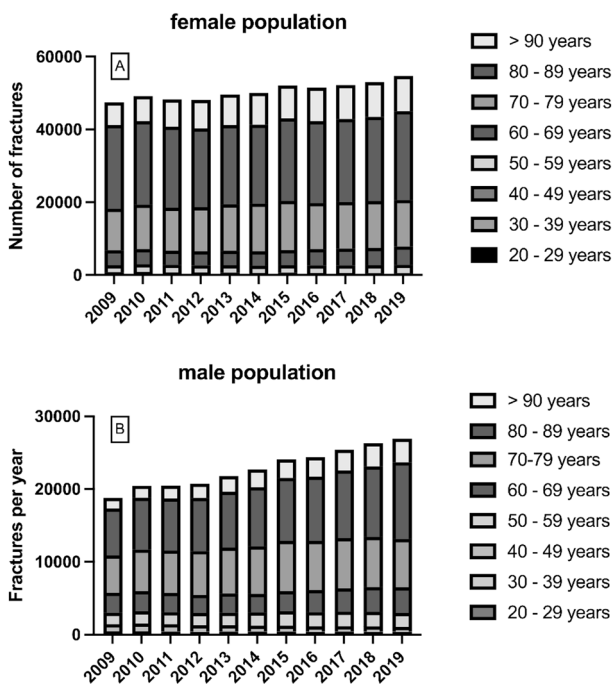 female population
A
Number of fractures
60000
40000
20000
0
2009 2010 2011 2012 2013 2014 2015 2016 2017 2018 2019
> 90 years
80 - 89 years
70 - 79 years
60 - 69 years
50 - 59 years
40 - 49 years
30 - 39 years
20 - 29 years
male population
B
Fractures per year
30000
20000
10000
0
2009 2010 2011 2012 2013 2014 2015 2016 2017 2018 2019
> 90 years
80 - 89 years
70-79 years
60 - 69 years
50 - 59 years
40 - 49 years
30 - 39 years
20 - 29 years